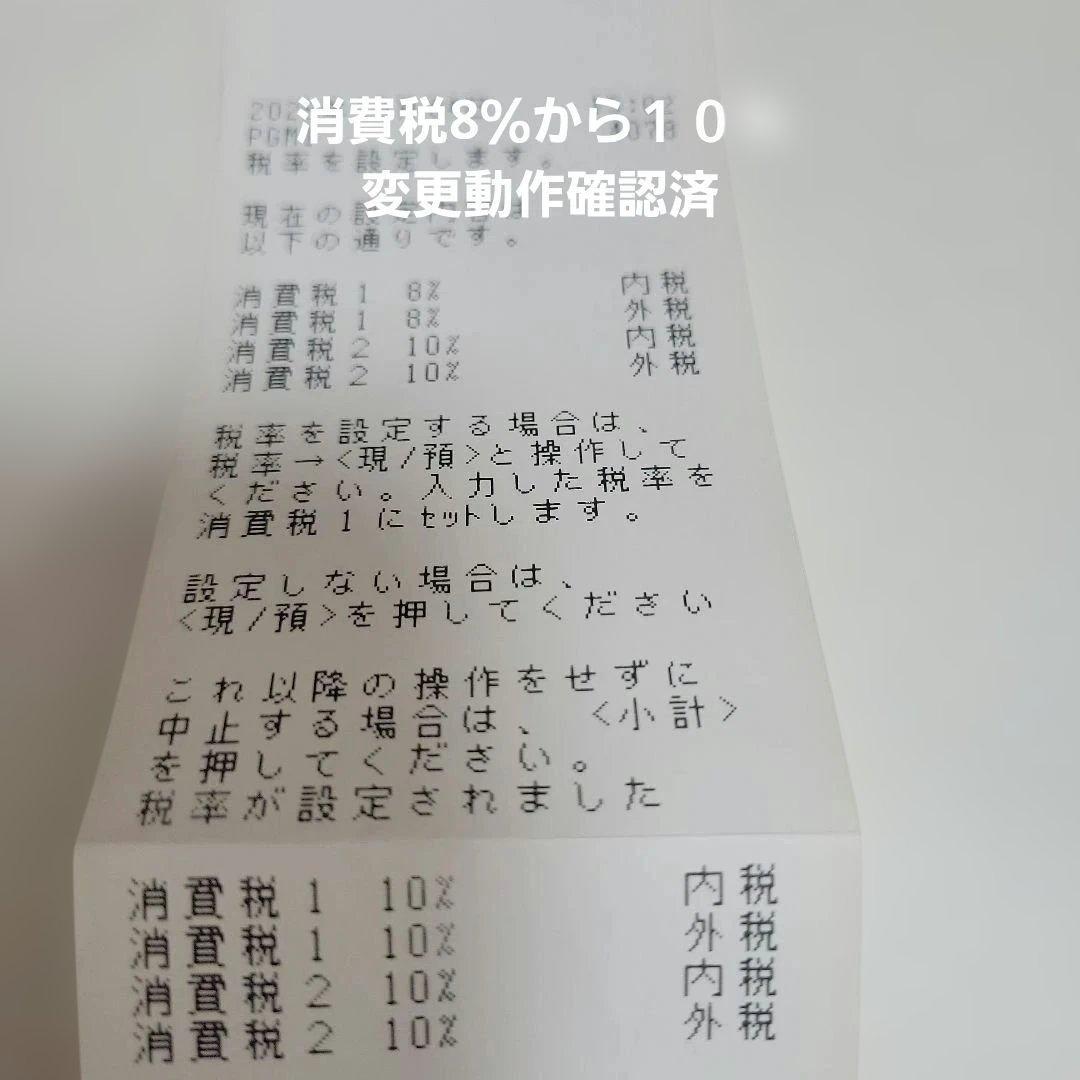 消費税8%から１０
変更動作確認済
PGM
税率を設定します。
現在の設定
以下の通りです。
消費税1 8% 内税
消費税1 8% 外税
消費税2 10% 内税
消費税2 10% 外税
税率を設定する場合は、
税率→<現/預>と操作して
ください。入力した税率を
消費税1にｾｯﾄします。
設定しない場合は、
<現/預>を押してください
これ以降の操作をせずに
中止する場合は、<小計>
を押してください。
税率が設定されました
消費税1 10% 内税
消費税1 10% 外税
消費税2 10% 内税
消費税2 10% 外税